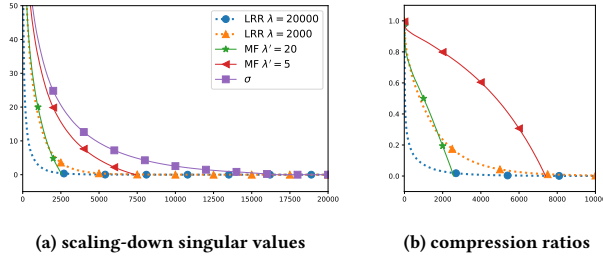 50
40
30
20
10
0
0 2500 5000 7500 10000 12500 15000 17500 20000
LRR λ = 20000
LRR λ = 2000
MF λ′ = 20
MF λ′ = 5
σ
(a) scaling-down singular values
1.0
0.8
0.6
0.4
0.2
0.0
0 2000 4000 6000 8000 10000
(b) compression ratios